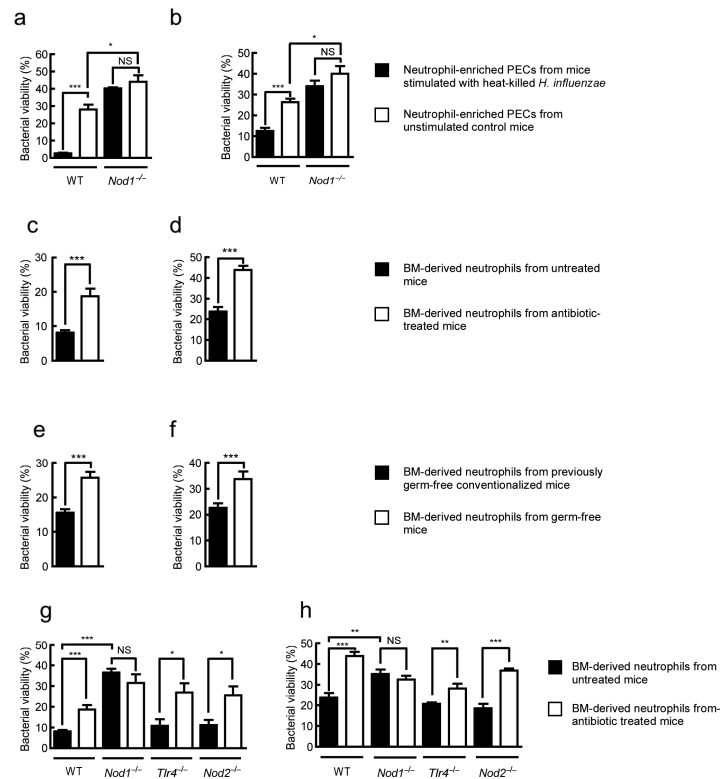 a
*
***
NS
Bacterial viability (%)
60
50
40
30
20
10
0
WT
Nod1–/–
b
*
***
NS
Bacterial viability (%)
50
40
30
20
10
0
WT
Nod1–/–
Neutrophil-enriched PECs from mice
stimulated with heat-killed H. influenzae
Neutrophil-enriched PECs from
unstimulated control mice
c
***
Bacterial viability (%)
30
20
10
0
d
***
Bacterial viability (%)
50
40
30
20
10
0
BM-derived neutrophils from untreated
mice
BM-derived neutrophils from antibiotic-
treated mice
e
***
Bacterial viability (%)
30
20
10
0
f
***
Bacterial viability (%)
40
30
20
10
0
BM-derived neutrophils from previously
germ-free conventionalized mice
BM-derived neutrophils from germ-free
mice
g
***
***
NS
*
*
Bacterial viability (%)
50
40
30
20
10
0
WT
Nod1–/–
Tlr4–/–
Nod2–/–
h
**
***
NS
**
***
Bacterial viability (%)
50
40
30
20
10
0
WT
Nod1–/–
Tlr4–/–
Nod2–/–
BM-derived neutrophils from
untreated mice
BM-derived neutrophils from-
antibiotic treated mice